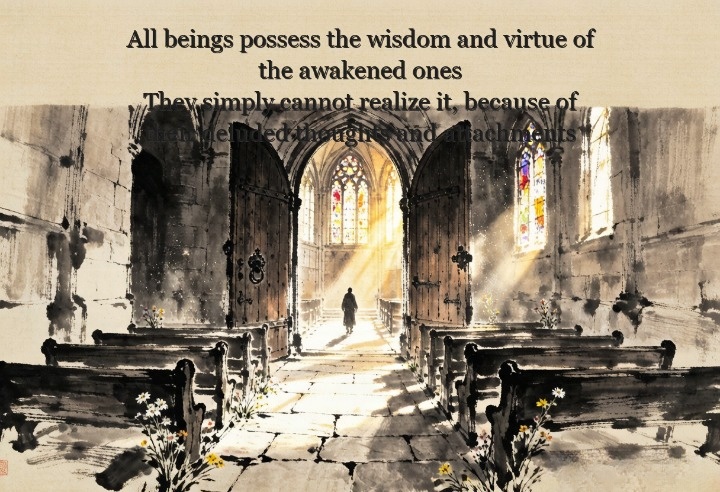 All beings possess the wisdom and virtue of
the awakened ones
They simply cannot realize it, because of
their deluded thoughts and attachments